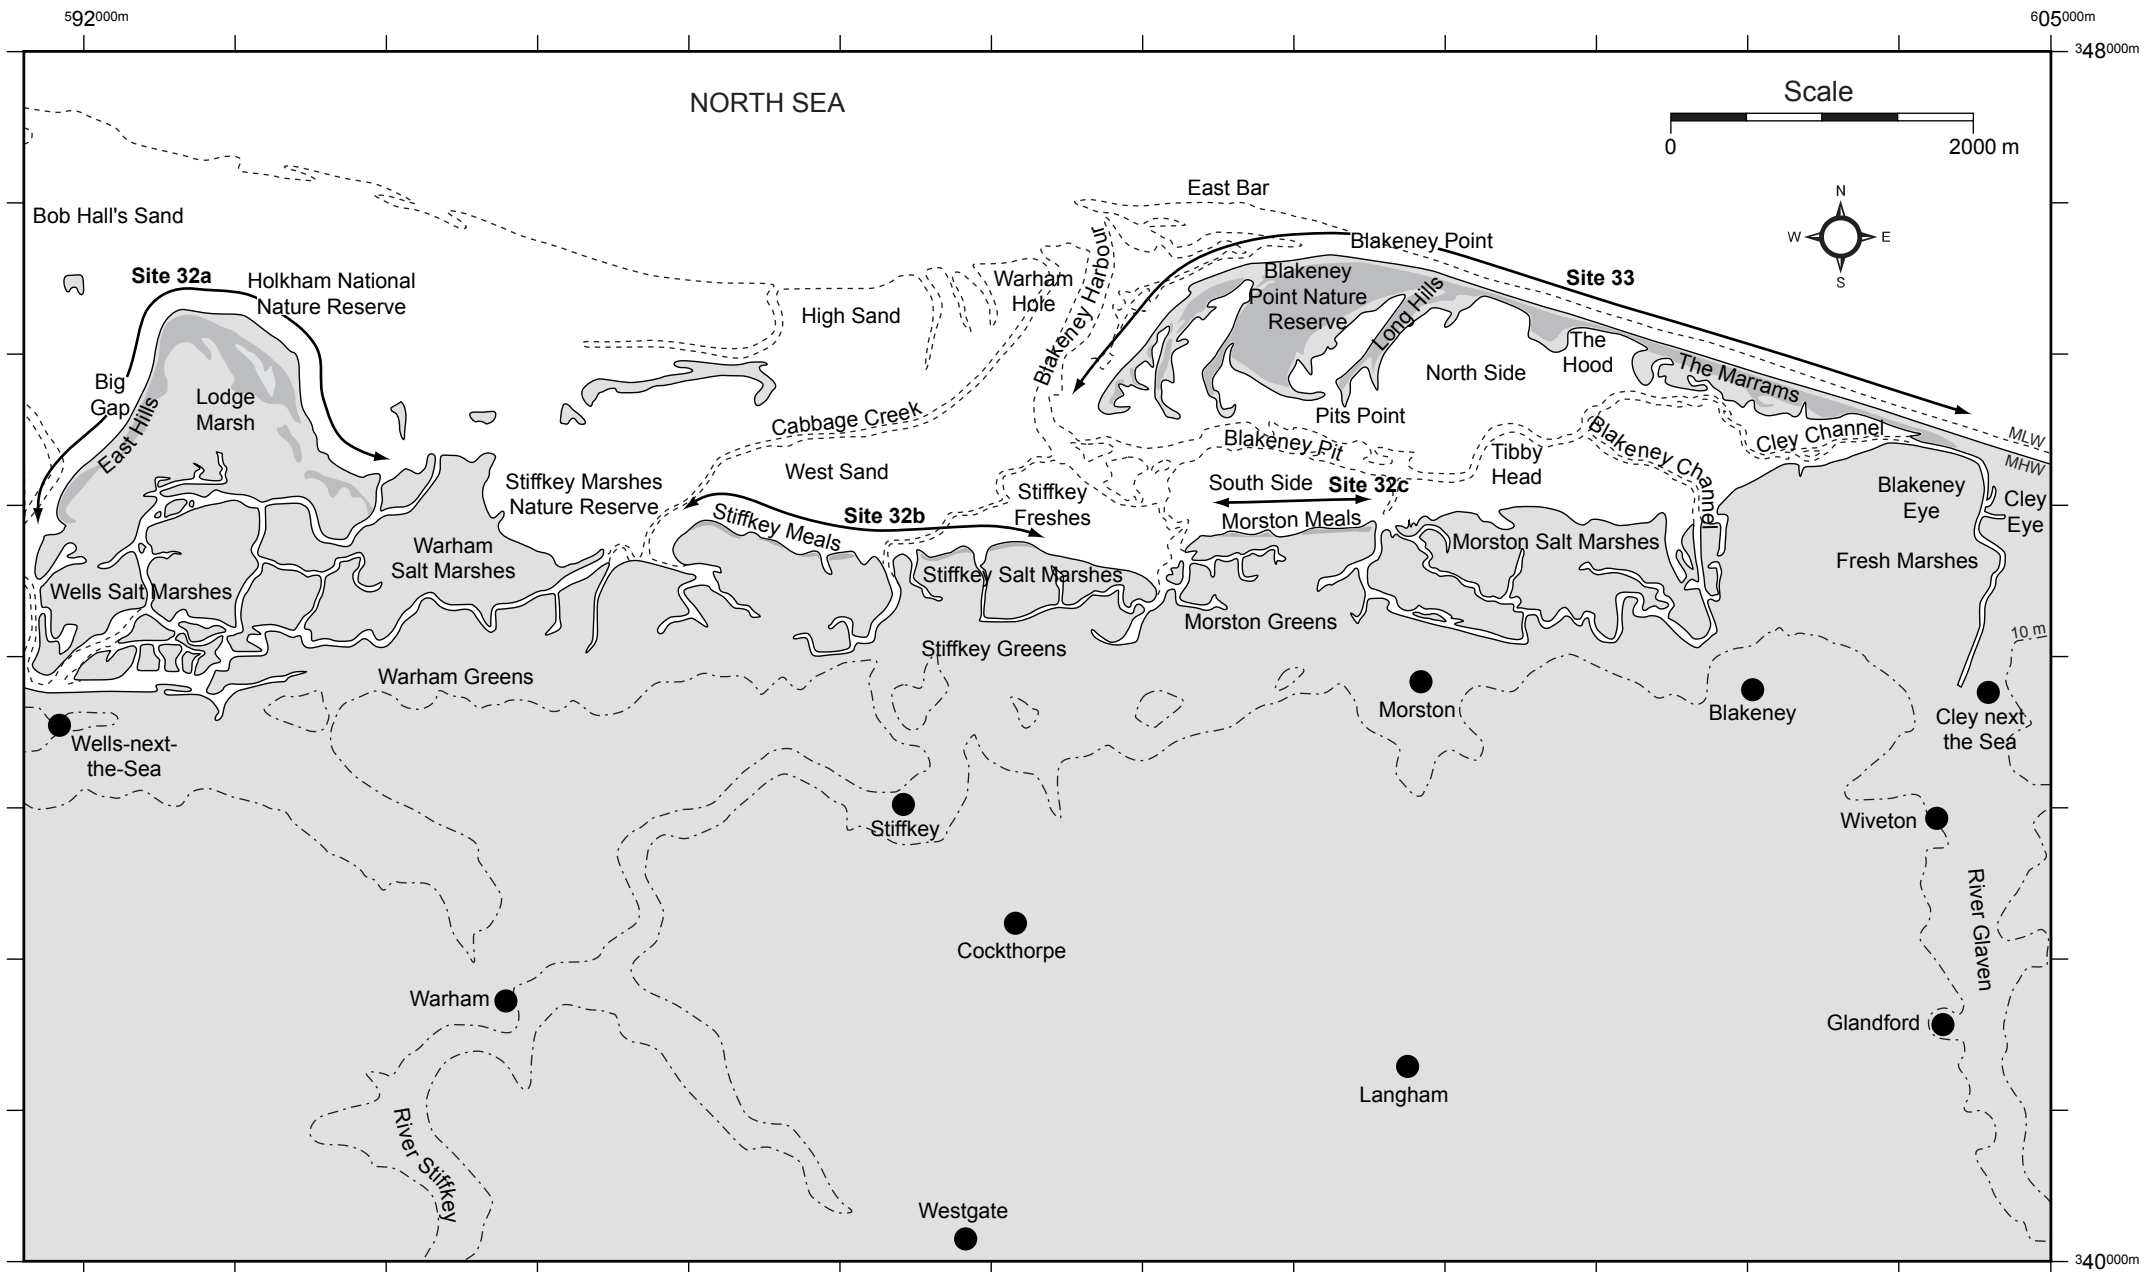 592000m
605000m
348000m
NORTH SEA
Scale
0 2000 m
N
W E
S
East Bar
Bob Hall's Sand
Blakeney Point
Site 32a
Holkham National
Nature Reserve
Warham
Hole
Blakeney Harbour
Blakeney
Point Nature
Reserve
Site 33
High Sand
Long Hills
The
Hood
North Side
The Marrams
Big
Gap
East Hills
Lodge
Marsh
Cabbage Creek
Pits Point
Blakeney Pit
Blakeney Channel
Cley Channel
MLW
MHW
West Sand
Tibby
Head
Stiffkey Marshes
Nature Reserve
Stiffkey
Freshes
South Side
Site 32c
Blakeney
Eye
Cley
Eye
Stiffkey Meals
Site 32b
Morston Meals
Morston Salt Marshes
Warham
Salt Marshes
Fresh Marshes
Wells Salt Marshes
Stiffkey Salt Marshes
Morston Greens
10 m
Stiffkey Greens
Warham Greens
Morston
Blakeney
Cley next
the Sea
Wells-next-
the-Sea
Stiffkey
Wiveton
River Glaven
Cockthorpe
Warham
Glandford
Langham
River Stiffkey
Westgate
340000m